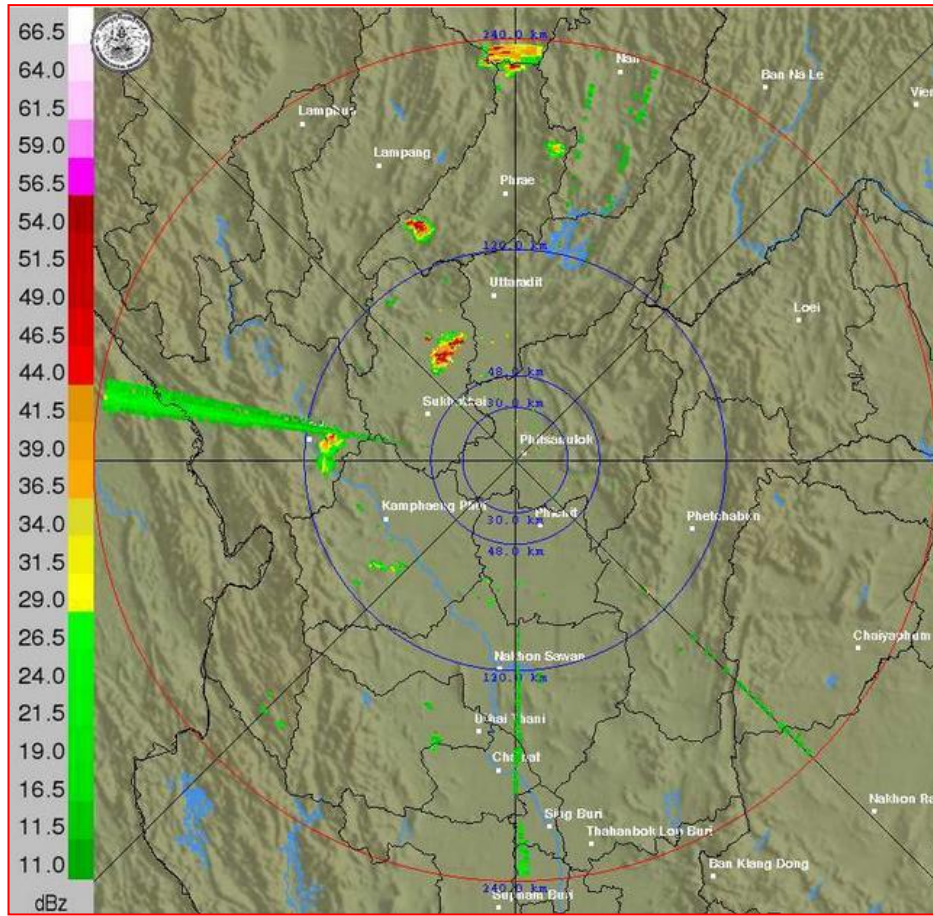 66.5
64.0
61.5
59.0
56.5
54.0
51.5
49.0
46.5
44.0
41.5
39.0
36.5
34.0
31.5
29.0
26.5
24.0
21.5
19.0
16.5
11.5
11.0
dBz
240.0 km
Nan
Ban Na Le
Lamphun
Lampang
Phrae
120.0 km
Uttaradit
Loei
48.0 km
30.0 km
Sukhothai
Phitsanulok
Kamphaeng Phet
30.0 km
Phichit
48.0 km
Phetchabun
Chaiyaphum
Nakhon Sawan
120.0 km
Uthai Thani
Chainat
Nakhon Ra
Sing Buri
Thahanbok Lop Buri
Ban Klang Dong
240.0 km
Suphan Buri